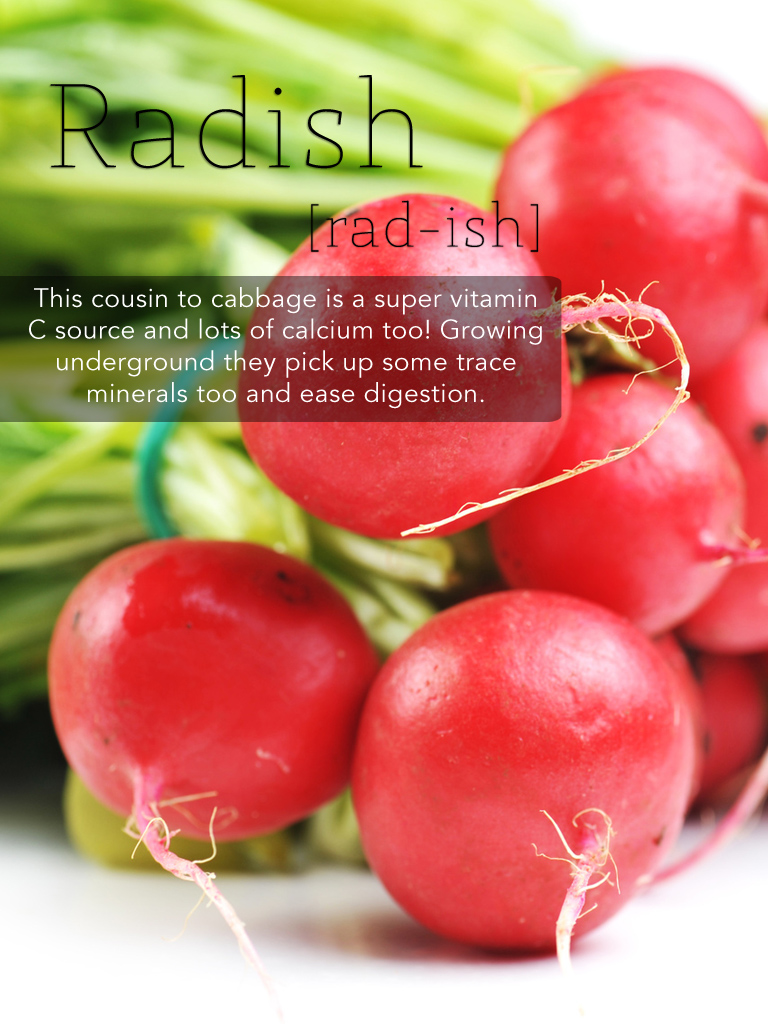 Radish
[rad-ish]
This cousin to cabbage is a super vitamin
C source and lots of calcium too! Growing
underground they pick up some trace
minerals too and ease digestion.